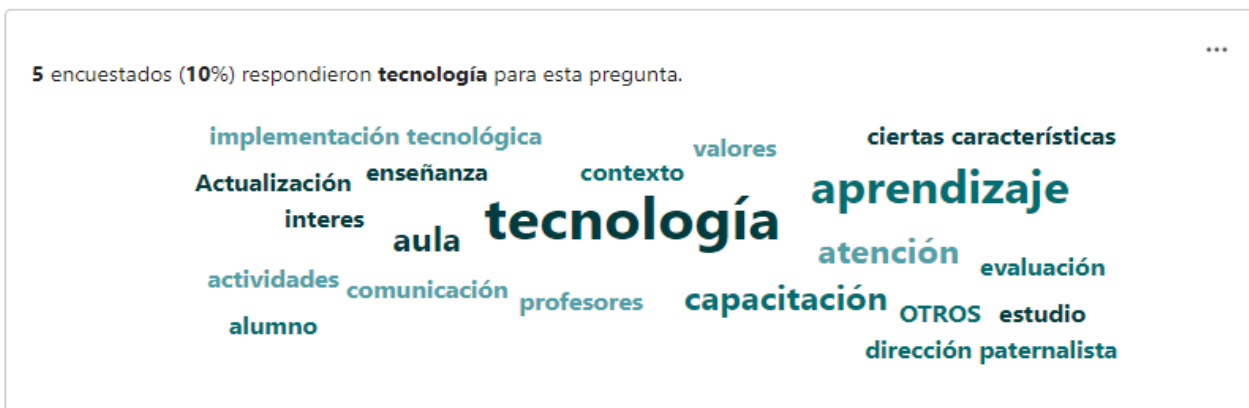 5 encuestados (10%) respondieron tecnología para esta pregunta.
implementación tecnológica
valores
ciertas características
Actualización
enseñanza
contexto
aprendizaje
interes
aula
tecnología
atención
evaluación
actividades
comunicación
profesores
capacitación
OTROS
estudio
alumno
dirección paternalista